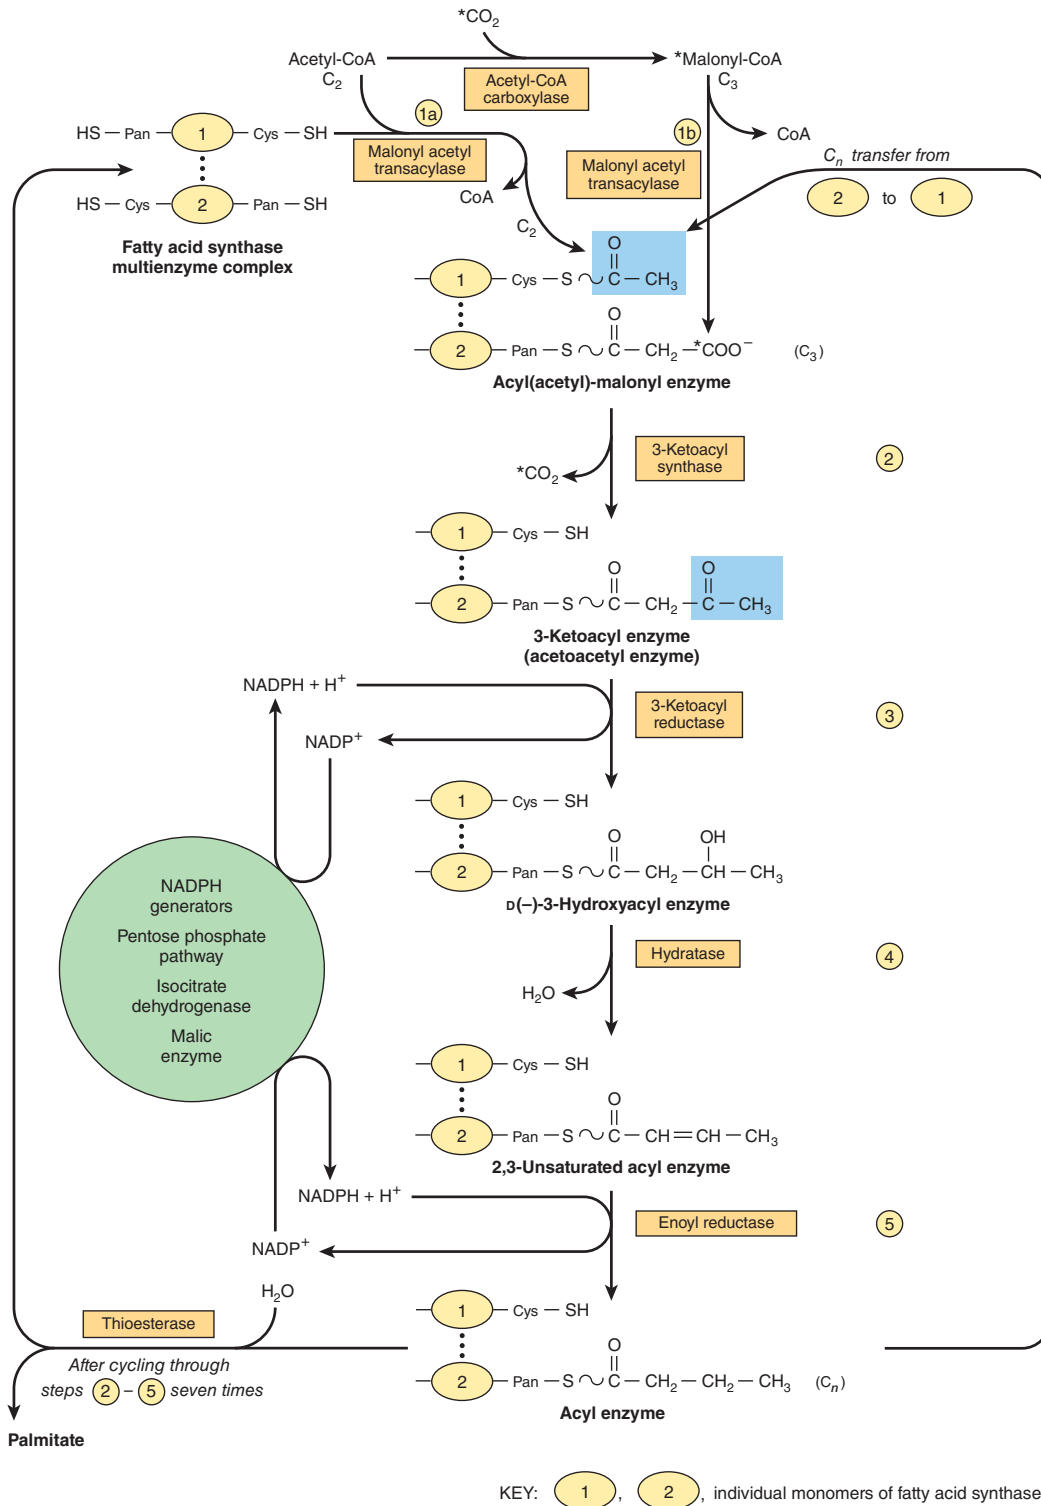 *CO2
Acetyl-CoA
C2
*Malonyl-CoA
C3
Acetyl-CoA
carboxylase
1a
1b
HS — Pan — 1 — Cys — SH
Malonyl acetyl
transacylase
Malonyl acetyl
transacylase
CoA
CoA
Cn transfer from
2 to 1
HS — Cys — 2 — Pan — SH
Fatty acid synthase
multienzyme complex
C2
O
1 — Cys — S ~ C — CH3
O
2 — Pan — S ~ C — CH2 — *COO− (C3)
Acyl(acetyl)-malonyl enzyme
3-Ketoacyl
synthase
2
*CO2
1 — Cys — SH
O O
2 — Pan — S ~ C — CH2 — C — CH3
3-Ketoacyl enzyme
(acetoacetyl enzyme)
NADPH + H+
NADP+
3-Ketoacyl
reductase
3
1 — Cys — SH
O OH
2 — Pan — S ~ C — CH2 — CH — CH3
D(–)-3-Hydroxyacyl enzyme
NADPH
generators
Pentose phosphate
pathway
Isocitrate
dehydrogenase
Malic
enzyme
Hydratase
4
H2O
1 — Cys — SH
O
2 — Pan — S ~ C — CH = CH — CH3
2,3-Unsaturated acyl enzyme
NADPH + H+
NADP+
Enoyl reductase
5
H2O
Thioesterase
After cycling through
steps 2 – 5 seven times
Palmitate
1 — Cys — SH
O
2 — Pan — S ~ C — CH2 — CH2 — CH3 (Cn)
Acyl enzyme
KEY: 1 , 2 , individual monomers of fatty acid synthase